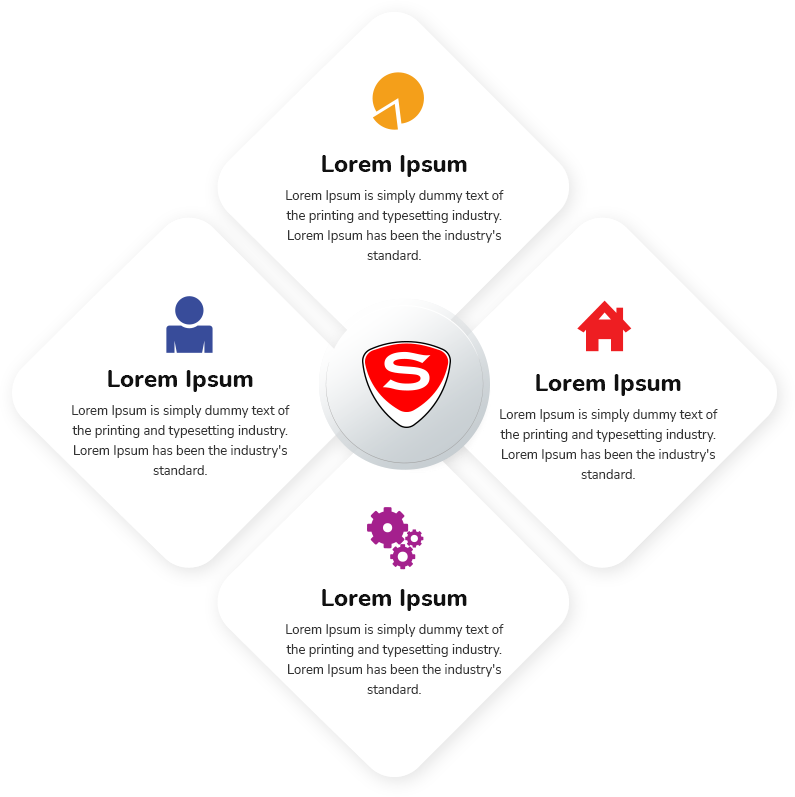 Lorem Ipsum
Lorem Ipsum is simply dummy text of
the printing and typesetting industry.
Lorem Ipsum has been the industry's
standard.
Lorem Ipsum
Lorem Ipsum is simply dummy text of
the printing and typesetting industry.
Lorem Ipsum has been the industry's
standard.
S
Lorem Ipsum
Lorem Ipsum is simply dummy text of
the printing and typesetting industry.
Lorem Ipsum has been the industry's
standard.
Lorem Ipsum
Lorem Ipsum is simply dummy text of
the printing and typesetting industry.
Lorem Ipsum has been the industry's
standard.